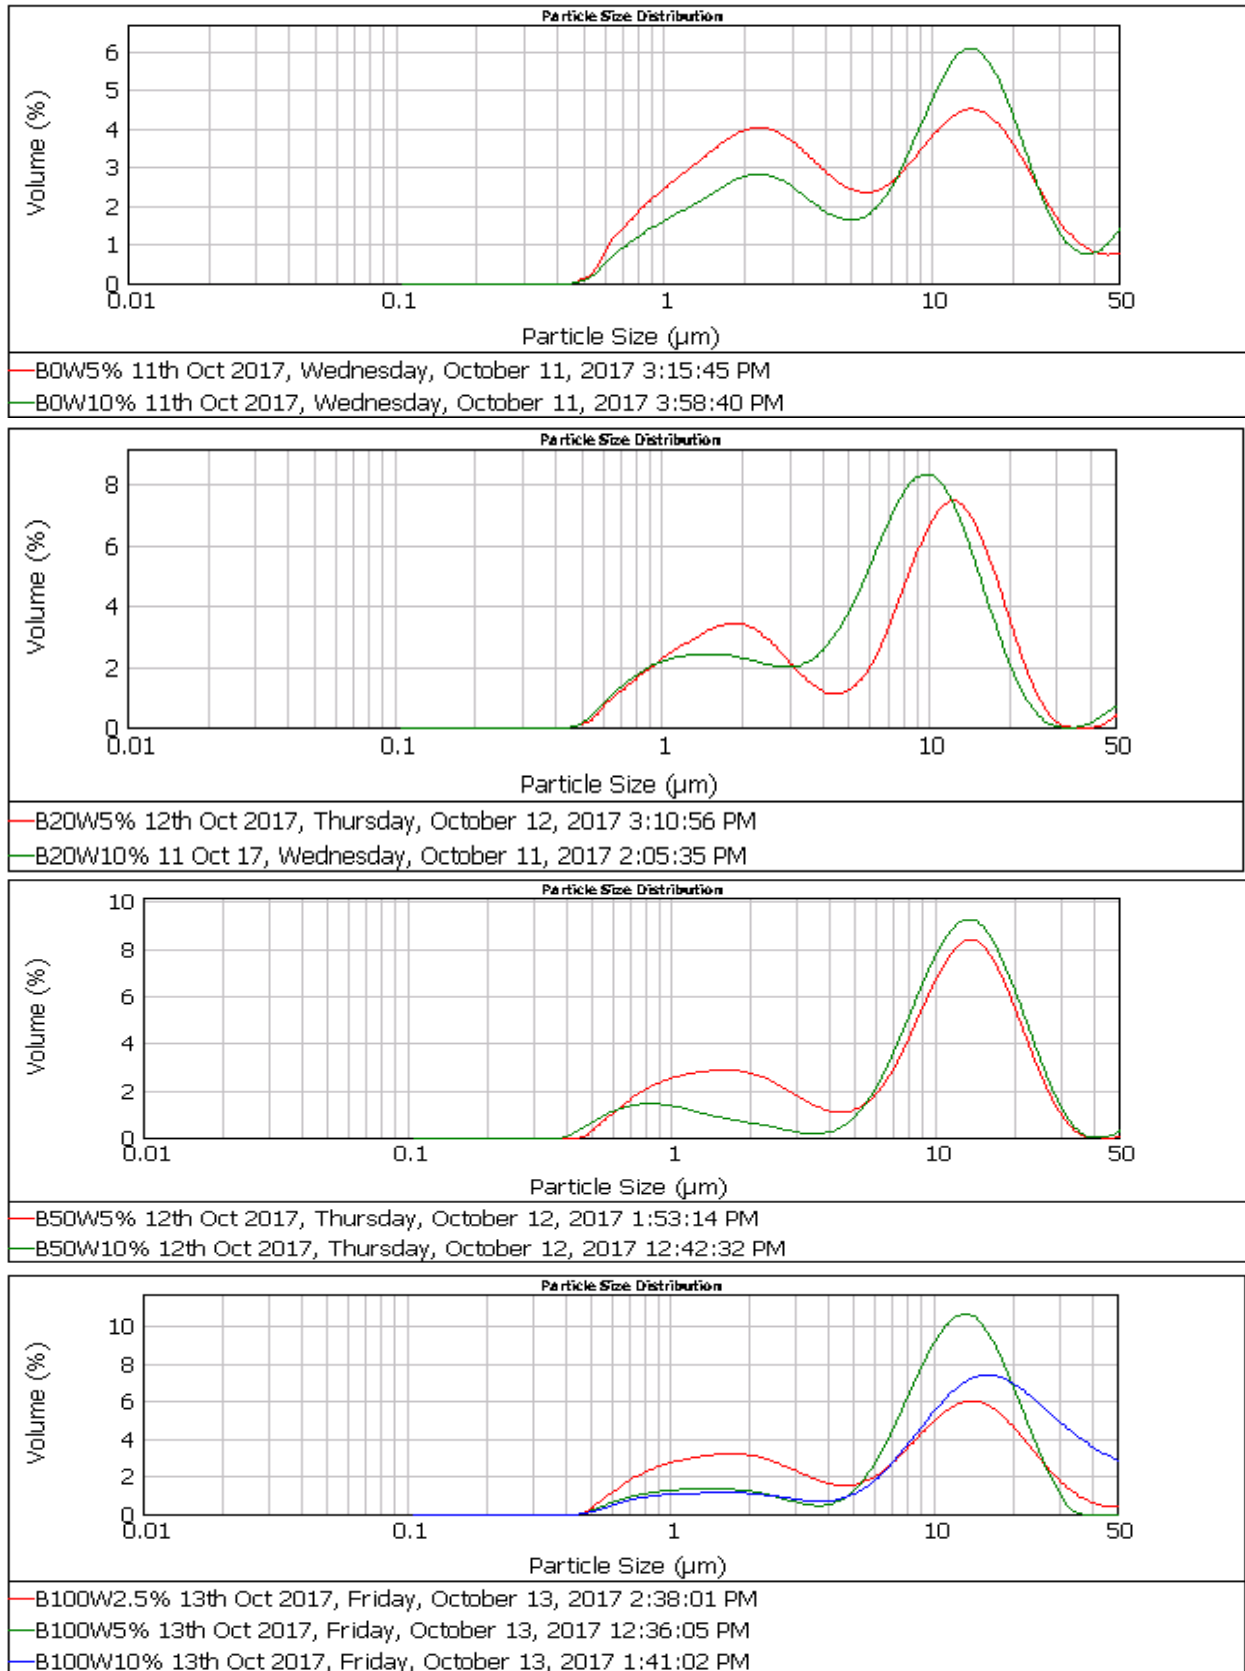 Particle Size Distribution
Volume (%)
6
5
4
3
2
1
0
0.01 0.1 1 10 50
Particle Size (µm)
B0W5% 11th Oct 2017, Wednesday, October 11, 2017 3:15:45 PM
B0W10% 11th Oct 2017, Wednesday, October 11, 2017 3:58:40 PM
Particle Size Distribution
Volume (%)
8
6
4
2
0
0.01 0.1 1 10 50
Particle Size (µm)
B20W5% 12th Oct 2017, Thursday, October 12, 2017 3:10:56 PM
B20W10% 11 Oct 17, Wednesday, October 11, 2017 2:05:35 PM
Particle Size Distribution
Volume (%)
10
8
6
4
2
0
0.01 0.1 1 10 50
Particle Size (µm)
B50W5% 12th Oct 2017, Thursday, October 12, 2017 1:53:14 PM
B50W10% 12th Oct 2017, Thursday, October 12, 2017 12:42:32 PM
Particle Size Distribution
Volume (%)
10
8
6
4
2
0
0.01 0.1 1 10 50
Particle Size (µm)
B100W2.5% 13th Oct 2017, Friday, October 13, 2017 2:38:01 PM
B100W5% 13th Oct 2017, Friday, October 13, 2017 12:36:05 PM
B100W10% 13th Oct 2017, Friday, October 13, 2017 1:41:02 PM